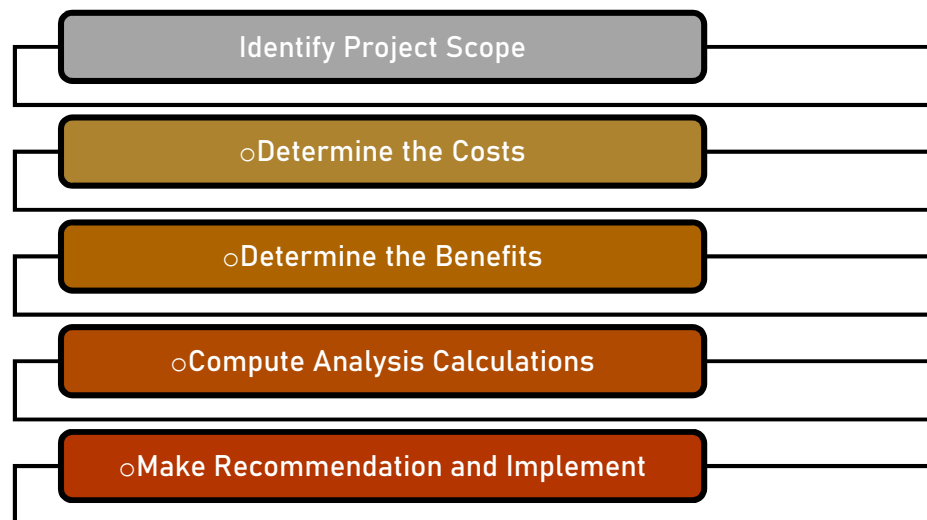 Identify Project Scope
○Determine the Costs
○Determine the Benefits
○Compute Analysis Calculations
○Make Recommendation and Implement